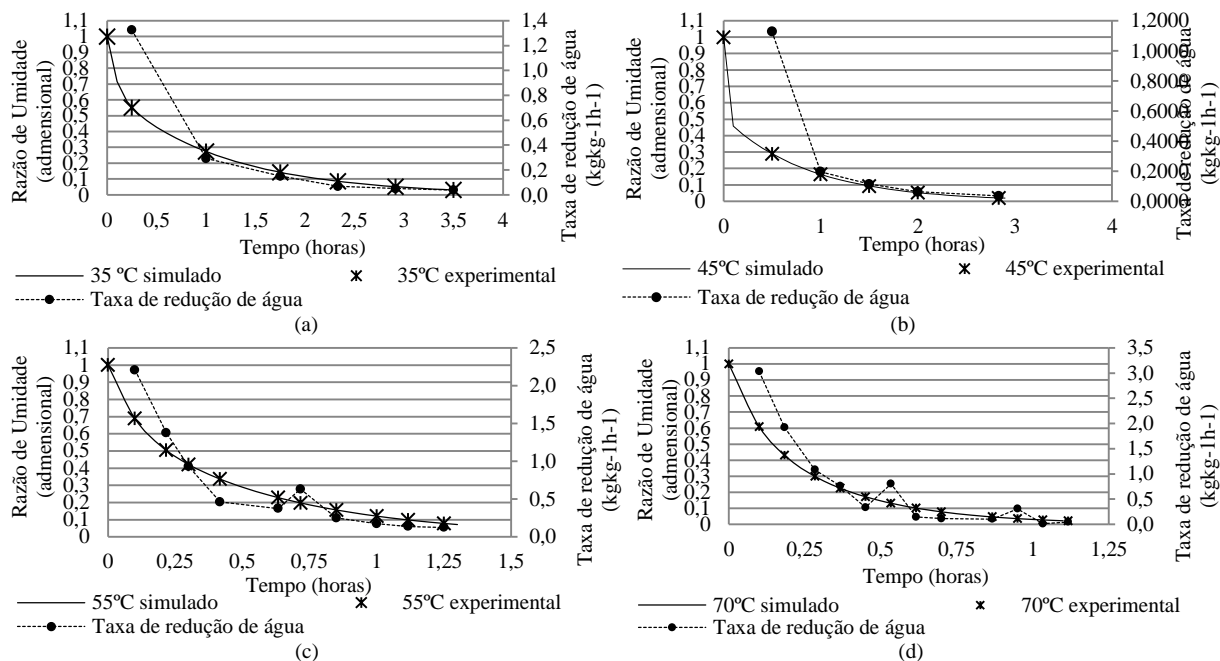 Razão de Umidade
(admensional)
1,1
1
0,9
0,8
0,7
0,6
0,5
0,4
0,3
0,2
0,1
0
0
0,5
1
1,5
2
2,5
3
3,5
4
1,4
1,2
1,0
0,8
0,6
0,4
0,2
0,0
Taxa de redução de água
(kgkg-1h-1)
Tempo (horas)
35 ºC simulado
35ºC experimental
Taxa de redução de água
(a)
Razão de Umidade
(admensional)
1,1
1
0,9
0,8
0,7
0,6
0,5
0,4
0,3
0,2
0,1
0
0
1
2
3
4
1,2000
1,0000
0,8000
0,6000
0,4000
0,2000
0,0000
Taxa de redução de água
(kgkg-1h-1)
Tempo (horas)
45ºC simulado
45ºC experimental
Taxa de redução de água
(b)
Razão de Umidade
(admensional)
1,1
1
0,9
0,8
0,7
0,6
0,5
0,4
0,3
0,2
0,1
0
0
0,25
0,5
0,75
1
1,25
1,5
2,5
2,0
1,5
1,0
0,5
0,0
Taxa de redução de água
(kgkg-1h-1)
Tempo (horas)
55ºC simulado
55ºC experimental
Taxa de redução de água
(c)
Razão de Umidade
(admensional)
1,1
1
0,9
0,8
0,7
0,6
0,5
0,4
0,3
0,2
0,1
0
0
0,25
0,5
0,75
1
1,25
3,5
3,0
2,5
2,0
1,5
1,0
0,5
0,0
Taxa de redução de água
(kgkg-1h-1)
Tempo (horas)
70ºC simulado
70ºC experimental
Taxa de redução de água
(d)